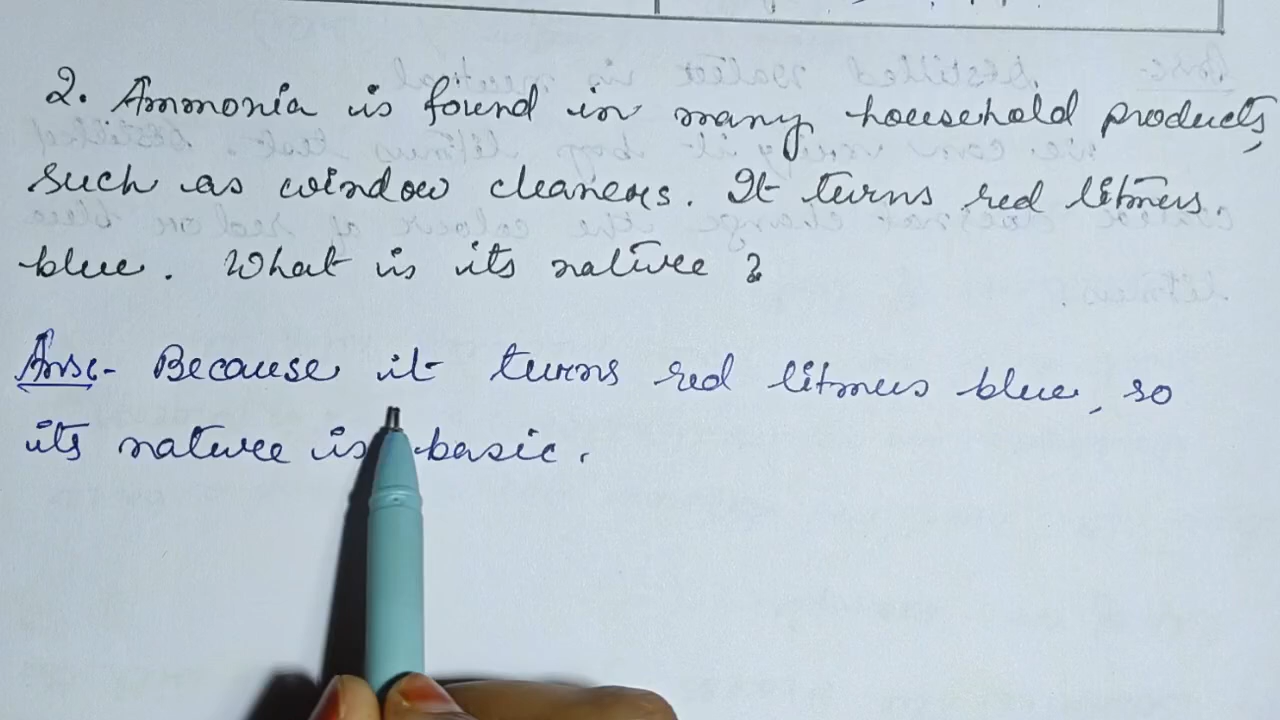 2. Ammonia is found in many household products,
such as window cleaners. It turns red litmus
blue. What is its nature ?
Ans:- Because it turns red litmus blue, so
its nature is basic.